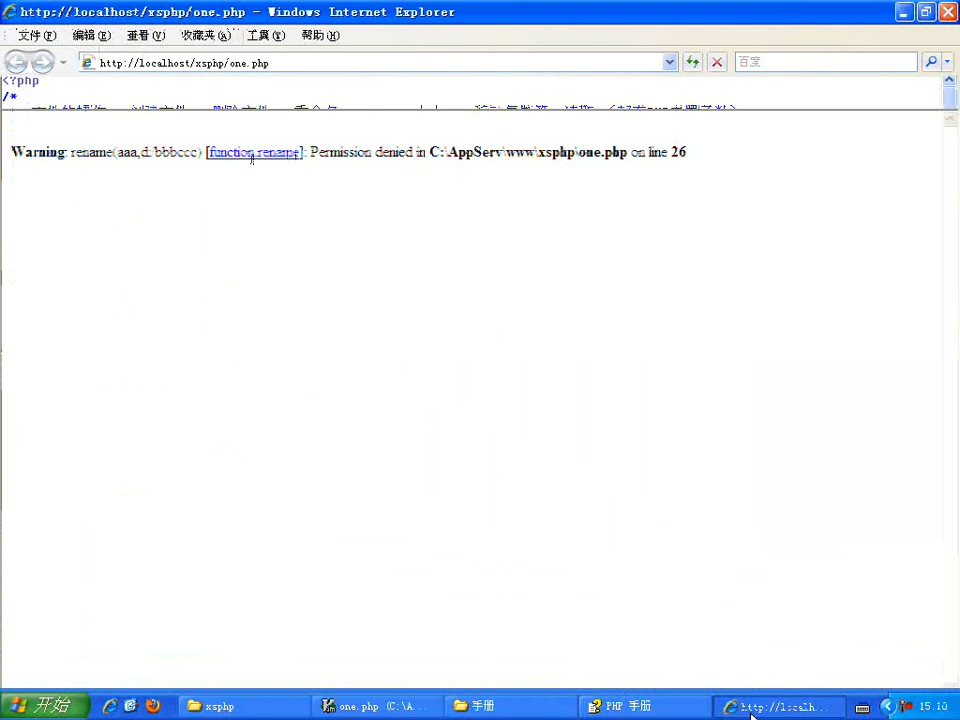 http://localhost/xsphp/one.php - Windows Internet Explorer
文件(F) 编辑(E) 查看(V) 收藏夹(A) 工具(T) 帮助(H)
http://localhost/xsphp/one.php 百度
<?php
/*
Warning: rename(aaa,d:\bbbccc) [function.rename]: Permission denied in C:\AppServ\www\xsphp\one.php on line 26
开始 xsphp one.php (C:\A... 手册 PHP 手册 http://localh... 15:10